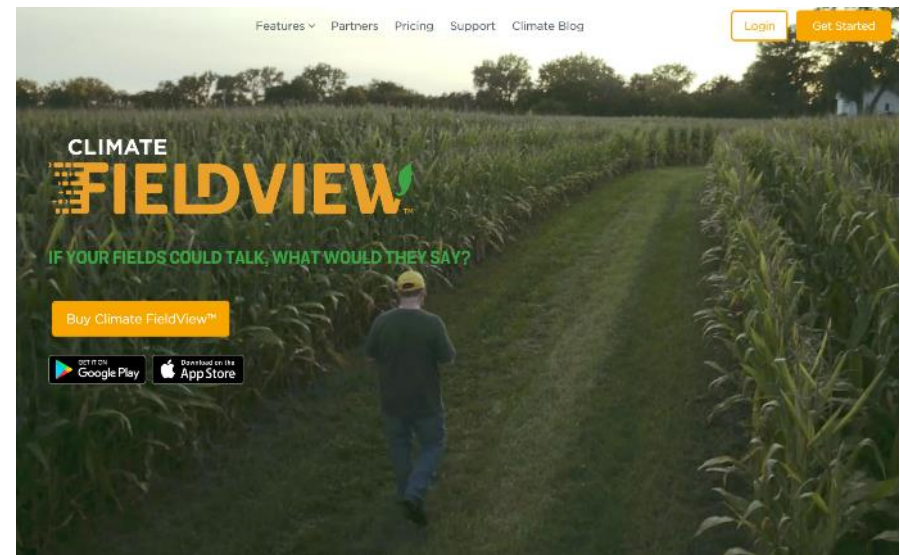 Features Partners Pricing Support Climate Blog Login Get Started
CLIMATE
FIELDVIEW™
IF YOUR FIELDS COULD TALK, WHAT WOULD THEY SAY?
Buy Climate FieldView™
GET IT ON
Google Play
Download on the
App Store